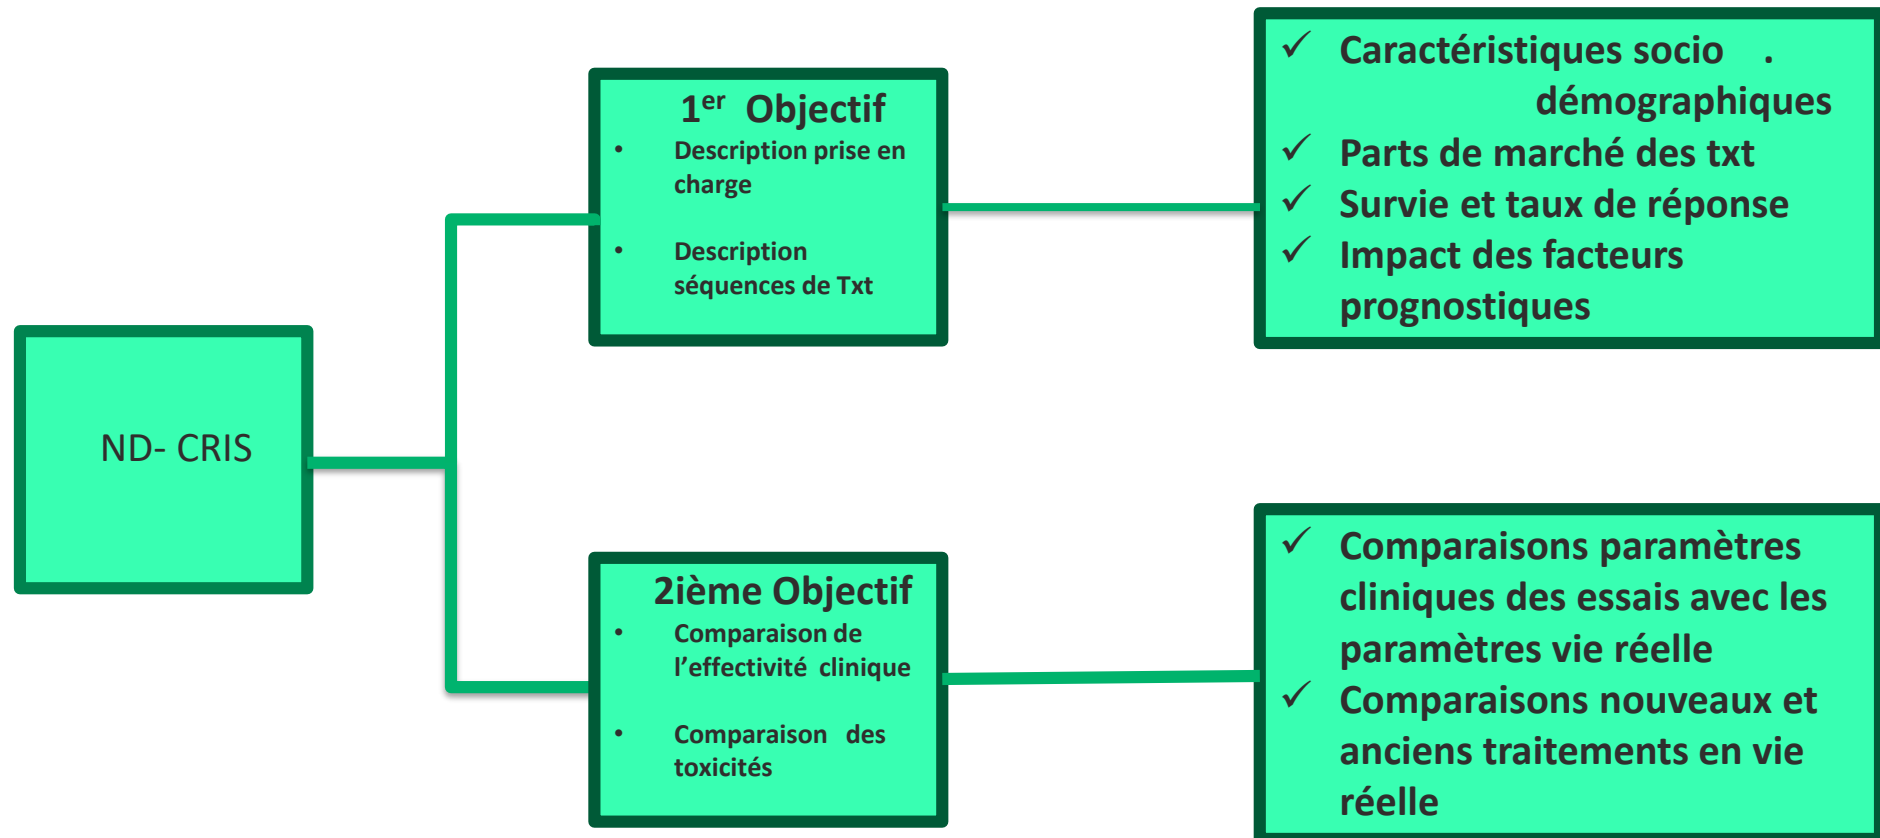 ND- CRIS
1er Objectif
• Description prise en
charge
• Description
séquences de Txt
✓ Caractéristiques socio .
démographiques
✓ Parts de marché des txt
✓ Survie et taux de réponse
✓ Impact des facteurs
prognostiques
2ième Objectif
• Comparaison de
l’effectivité clinique
• Comparaison des
toxicités
✓ Comparaisons paramètres
cliniques des essais avec les
paramètres vie réelle
✓ Comparaisons nouveaux et
anciens traitements en vie
réelle